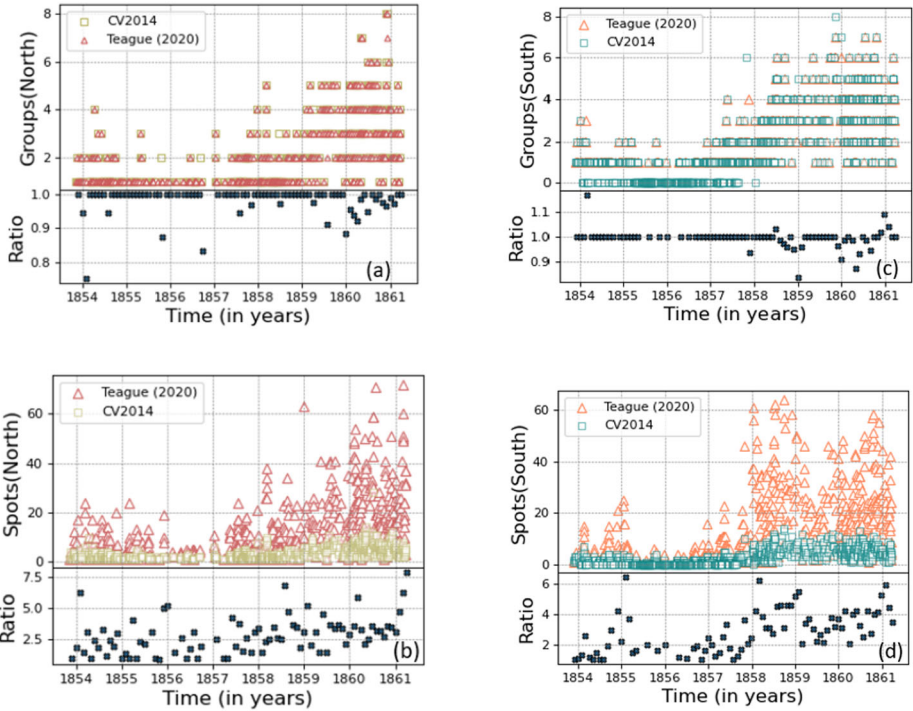 CV2014
Teague (2020)
Groups(North)
8
6
4
2
Ratio
1.0
0.9
0.8
(a)
1854 1855 1856 1857 1858 1859 1860 1861
Time (in years)
Teague (2020)
CV2014
Groups(South)
8
6
4
2
0
Ratio
1.1
1.0
0.9
(c)
1854 1855 1856 1857 1858 1859 1860 1861
Time (in years)
Teague (2020)
CV2014
Spots(North)
60
40
20
0
Ratio
7.5
5.0
2.5
(b)
1854 1855 1856 1857 1858 1859 1860 1861
Time (in years)
Teague (2020)
CV2014
Spots(South)
60
40
20
0
Ratio
6
4
2
(d)
1854 1855 1856 1857 1858 1859 1860 1861
Time (in years)